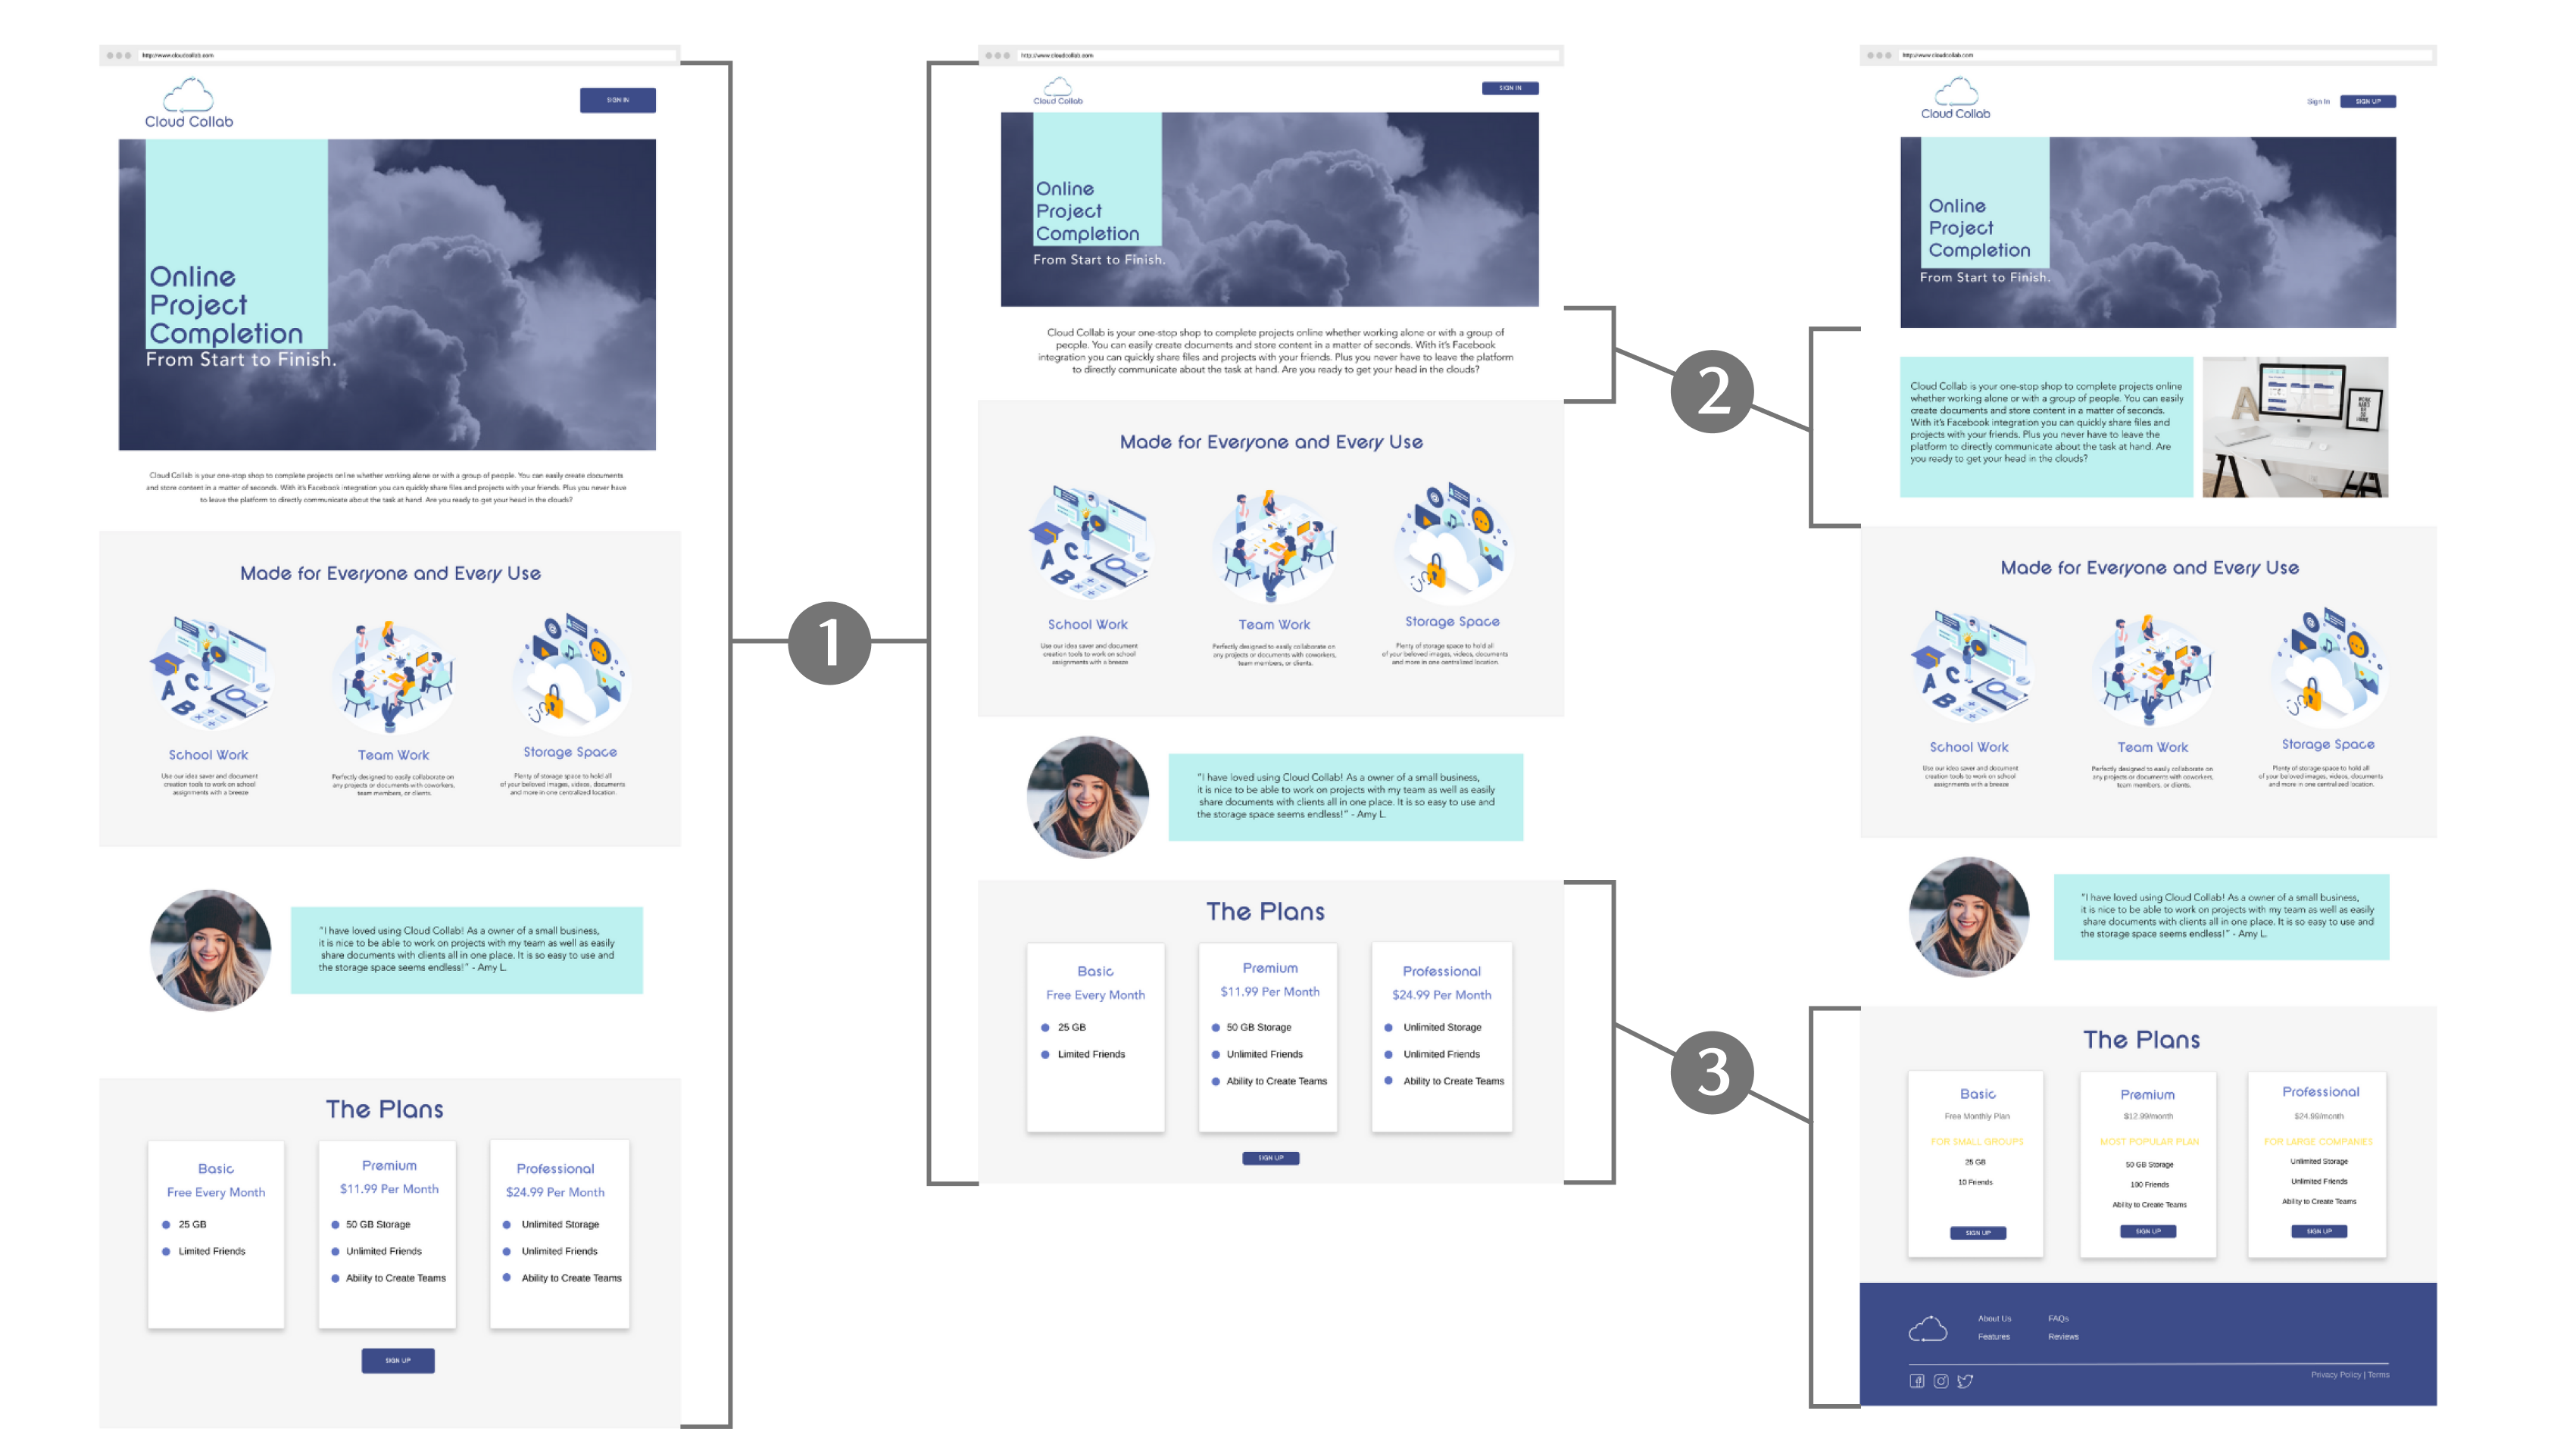 http://www.cloudcollab.com
Cloud Collab
SIGN IN
Online
Project
Completion
From Start to Finish.
Cloud Collab is your one-stop shop to complete projects online whether working alone or with a group of people. You can easily create documents
and store content in a matter of seconds. With it's Facebook integration you can quickly share files and projects with your friends. Plus you never have
to leave the platform to directly communicate about the task at hand. Are you ready to get your head in the clouds?
Made for Everyone and Every Use
School Work
Use our idea saver and document
creation tools to work on school
assignments with a breeze
Team Work
Perfectly designed to easily collaborate on
any projects or documents with coworkers,
team members, or clients.
Storage Space
Plenty of storage space to hold all
of your beloved images, videos, documents
and more in one centralized location.
"I have loved using Cloud Collab! As a owner of a small business,
it is nice to be able to work on projects with my team as well as easily
share documents with clients all in one place. It is so easy to use and
the storage space seems endless!" - Amy L.
The Plans
Basic
Free Every Month
25 GB
Limited Friends
Premium
$11.99 Per Month
50 GB Storage
Unlimited Friends
Ability to Create Teams
Professional
$24.99 Per Month
Unlimited Storage
Unlimited Friends
Ability to Create Teams
SIGN UP
1
http://www.cloudcollab.com
Cloud Collab
SIGN IN
Online
Project
Completion
From Start to Finish.
Cloud Collab is your one-stop shop to complete projects online whether working alone or with a group of
people. You can easily create documents and store content in a matter of seconds. With it's Facebook
integration you can quickly share files and projects with your friends. Plus you never have to leave the platform
to directly communicate about the task at hand. Are you ready to get your head in the clouds?
Made for Everyone and Every Use
School Work
Use our idea saver and document
creation tools to work on school
assignments with a breeze
Team Work
Perfectly designed to easily collaborate on
any projects or documents with coworkers,
team members, or clients.
Storage Space
Plenty of storage space to hold all
of your beloved images, videos, documents
and more in one centralized location.
"I have loved using Cloud Collab! As a owner of a small business,
it is nice to be able to work on projects with my team as well as easily
share documents with clients all in one place. It is so easy to use and
the storage space seems endless!" - Amy L.
The Plans
Basic
Free Every Month
25 GB
Limited Friends
Premium
$11.99 Per Month
50 GB Storage
Unlimited Friends
Ability to Create Teams
Professional
$24.99 Per Month
Unlimited Storage
Unlimited Friends
Ability to Create Teams
SIGN UP
2
3
http://www.cloudcollab.com
Cloud Collab
Sign In
SIGN UP
Online
Project
Completion
From Start to Finish.
Cloud Collab is your one-stop shop to complete projects online
whether working alone or with a group of people. You can easily
create documents and store content in a matter of seconds.
With it's Facebook integration you can quickly share files and
projects with your friends. Plus you never have to leave the
platform to directly communicate about the task at hand. Are
you ready to get your head in the clouds?
Made for Everyone and Every Use
School Work
Use our idea saver and document
creation tools to work on school
assignments with a breeze
Team Work
Perfectly designed to easily collaborate on
any projects or documents with coworkers,
team members, or clients.
Storage Space
Plenty of storage space to hold all
of your beloved images, videos, documents
and more in one centralized location.
"I have loved using Cloud Collab! As a owner of a small business,
it is nice to be able to work on projects with my team as well as easily
share documents with clients all in one place. It is so easy to use and
the storage space seems endless!" - Amy L.
The Plans
Basic
Free Monthly Plan
FOR SMALL GROUPS
25 GB
10 Friends
SIGN UP
Premium
$12.99/month
MOST POPULAR PLAN
50 GB Storage
100 Friends
Ability to Create Teams
SIGN UP
Professional
$24.99/month
FOR LARGE COMPANIES
Unlimited Storage
Unlimited Friends
Ability to Create Teams
SIGN UP
About Us
FAQs
Features
Reviews
Privacy Policy | Terms